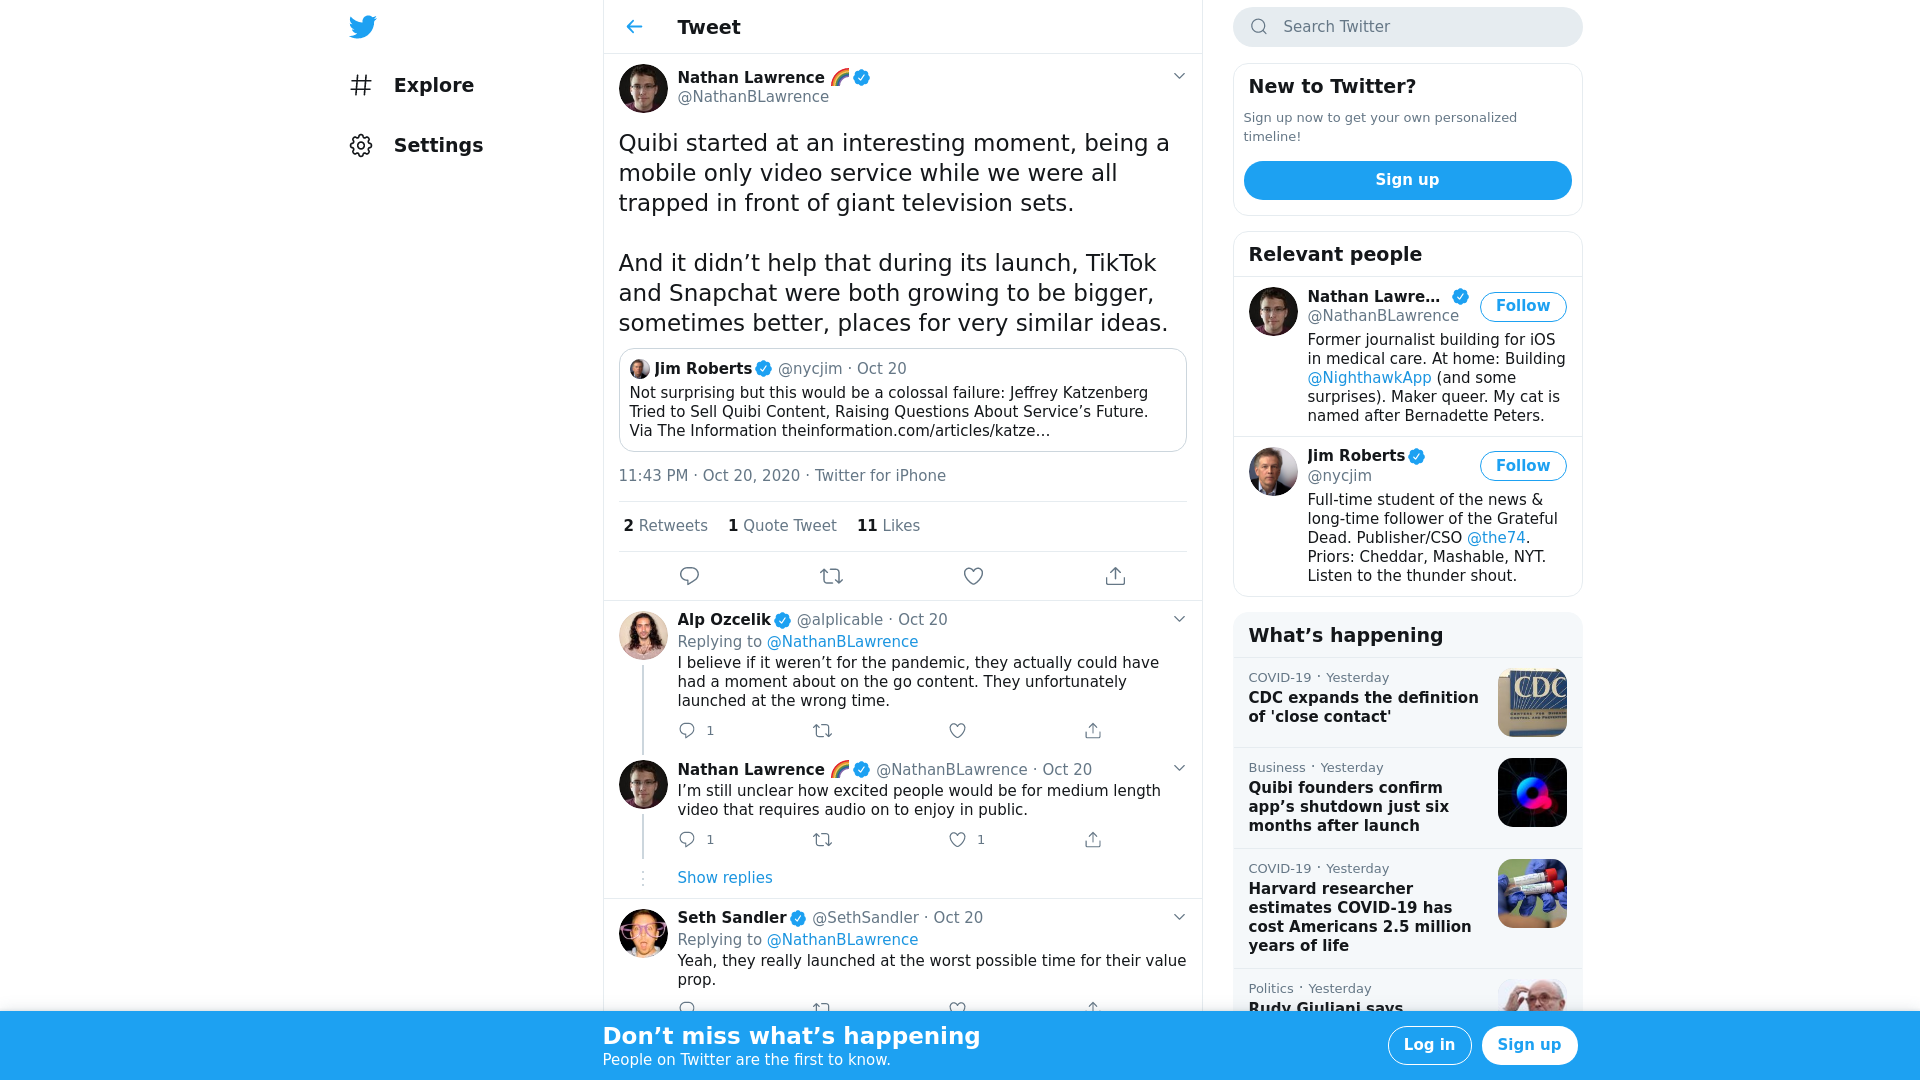 Explore
Settings
Tweet
Nathan Lawrence 🌈
@NathanBLawrence
Quibi started at an interesting moment, being a
mobile only video service while we were all
trapped in front of giant television sets.
And it didn’t help that during its launch, TikTok
and Snapchat were both growing to be bigger,
sometimes better, places for very similar ideas.
Jim Roberts @nycjim · Oct 20
Not surprising but this would be a colossal failure: Jeffrey Katzenberg
Tried to Sell Quibi Content, Raising Questions About Service’s Future.
Via The Information theinformation.com/articles/katze…
11:43 PM · Oct 20, 2020 · Twitter for iPhone
2 Retweets 1 Quote Tweet 11 Likes
Alp Ozcelik @alplicable · Oct 20
Replying to @NathanBLawrence
I believe if it weren’t for the pandemic, they actually could have
had a moment about on the go content. They unfortunately
launched at the wrong time.
1
Nathan Lawrence 🌈 @NathanBLawrence · Oct 20
I’m still unclear how excited people would be for medium length
video that requires audio on to enjoy in public.
1 1
Show replies
Seth Sandler @SethSandler · Oct 20
Replying to @NathanBLawrence
Yeah, they really launched at the worst possible time for their value
prop.
Search Twitter
New to Twitter?
Sign up now to get your own personalized
timeline!
Sign up
Relevant people
Nathan Lawre… Follow
@NathanBLawrence
Former journalist building for iOS
in medical care. At home: Building
@NighthawkApp (and some
surprises). Maker queer. My cat is
named after Bernadette Peters.
Jim Roberts Follow
@nycjim
Full-time student of the news &
long-time follower of the Grateful
Dead. Publisher/CSO @the74.
Priors: Cheddar, Mashable, NYT.
Listen to the thunder shout.
What’s happening
COVID-19 · Yesterday
CDC expands the definition
of 'close contact'
CDC
Business · Yesterday
Quibi founders confirm
app’s shutdown just six
months after launch
COVID-19 · Yesterday
Harvard researcher
estimates COVID-19 has
cost Americans 2.5 million
years of life
Politics · Yesterday
Rudy Giuliani says
Don’t miss what’s happening
People on Twitter are the first to know.
Log in Sign up